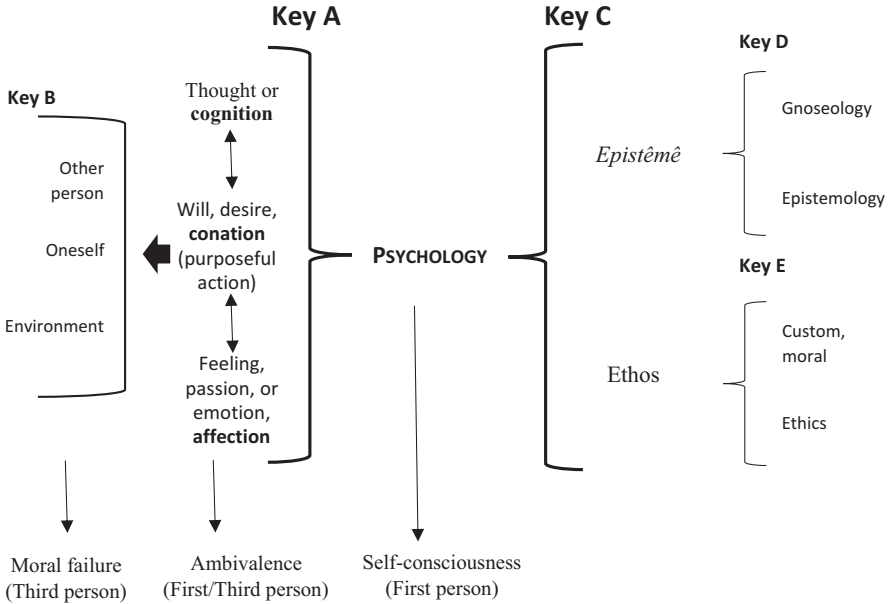 Key A
Key C
Key D
Key B
Thought or
cognition
Other
person
Oneself
Environment
Will, desire,
conation
(purposeful
action)
Feeling,
passion, or
emotion,
affection
PSYCHOLOGY
Epistêmê
Gnoseology
Epistemology
Key E
Ethos
Custom,
moral
Ethics
Moral failure
(Third person)
Ambivalence
(First/Third person)
Self-consciousness
(First person)